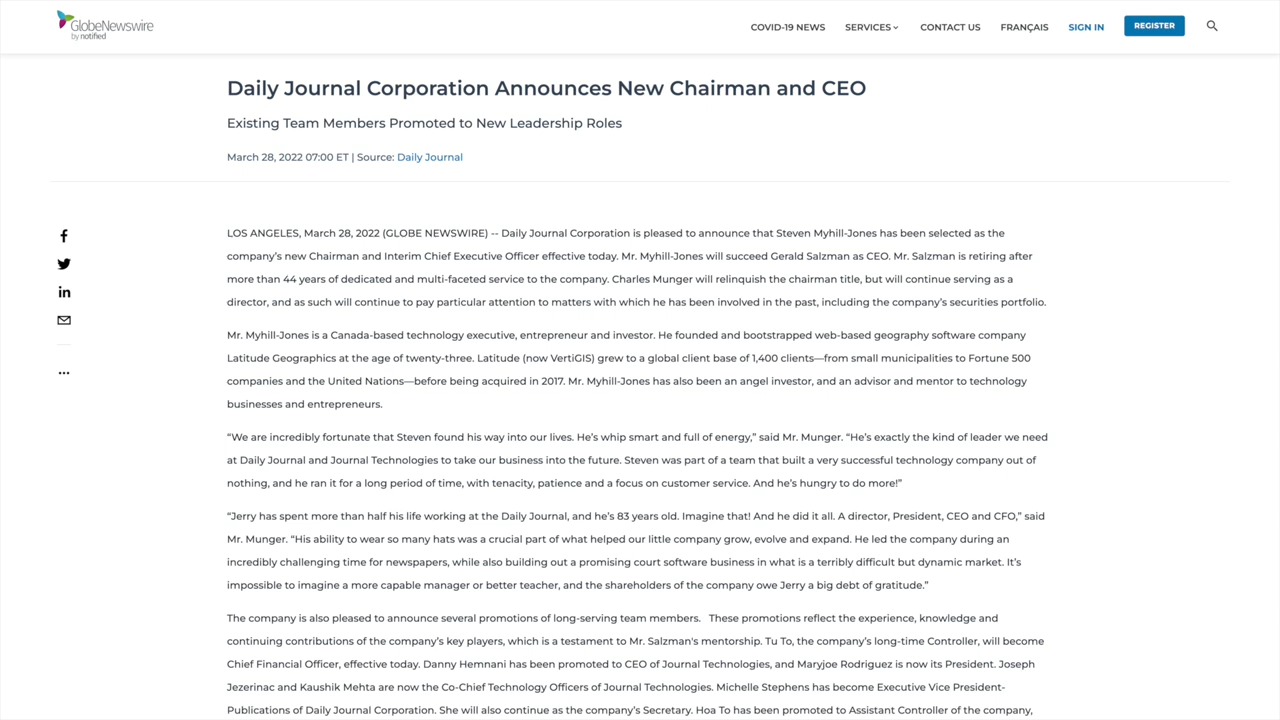 GlobeNewswire
by notified
COVID-19 NEWS
SERVICES
CONTACT US
FRANÇAIS
SIGN IN
REGISTER
Daily Journal Corporation Announces New Chairman and CEO
Existing Team Members Promoted to New Leadership Roles
March 28, 2022 07:00 ET | Source: Daily Journal
LOS ANGELES, March 28, 2022 (GLOBE NEWSWIRE) -- Daily Journal Corporation is pleased to announce that Steven Myhill-Jones has been selected as the
company's new Chairman and Interim Chief Executive Officer effective today. Mr. Myhill-Jones will succeed Gerald Salzman as CEO. Mr. Salzman is retiring after
more than 44 years of dedicated and multi-faceted service to the company. Charles Munger will relinquish the chairman title, but will continue serving as a
director, and as such will continue to pay particular attention to matters with which he has been involved in the past, including the company's securities portfolio.
Mr. Myhill-Jones is a Canada-based technology executive, entrepreneur and investor. He founded and bootstrapped web-based geography software company
Latitude Geographics at the age of twenty-three. Latitude (now VertiGIS) grew to a global client base of 1,400 clients—from small municipalities to Fortune 500
companies and the United Nations—before being acquired in 2017. Mr. Myhill-Jones has also been an angel investor, and an advisor and mentor to technology
businesses and entrepreneurs.
“We are incredibly fortunate that Steven found his way into our lives. He's whip smart and full of energy,” said Mr. Munger. “He's exactly the kind of leader we need
at Daily Journal and Journal Technologies to take our business into the future. Steven was part of a team that built a very successful technology company out of
nothing, and he ran it for a long period of time, with tenacity, patience and a focus on customer service. And he's hungry to do more!”
“Jerry has spent more than half his life working at the Daily Journal, and he's 83 years old. Imagine that! And he did it all. A director, President, CEO and CFO,” said
Mr. Munger. “His ability to wear so many hats was a crucial part of what helped our little company grow, evolve and expand. He led the company during an
incredibly challenging time for newspapers, while also building out a promising court software business in what is a terribly difficult but dynamic market. It's
impossible to imagine a more capable manager or better teacher, and the shareholders of the company owe Jerry a big debt of gratitude.”
The company is also pleased to announce several promotions of long-serving team members. These promotions reflect the experience, knowledge and
continuing contributions of the company's key players, which is a testament to Mr. Salzman's mentorship. Tu To, the company's long-time Controller, will become
Chief Financial Officer, effective today. Danny Hemnani has been promoted to CEO of Journal Technologies, and Maryjoe Rodriguez is now its President. Joseph
Jezerinac and Kaushik Mehta are now the Co-Chief Technology Officers of Journal Technologies. Michelle Stephens has become Executive Vice President-
Publications of Daily Journal Corporation. She will also continue as the company's Secretary. Hoa To has been promoted to Assistant Controller of the company,